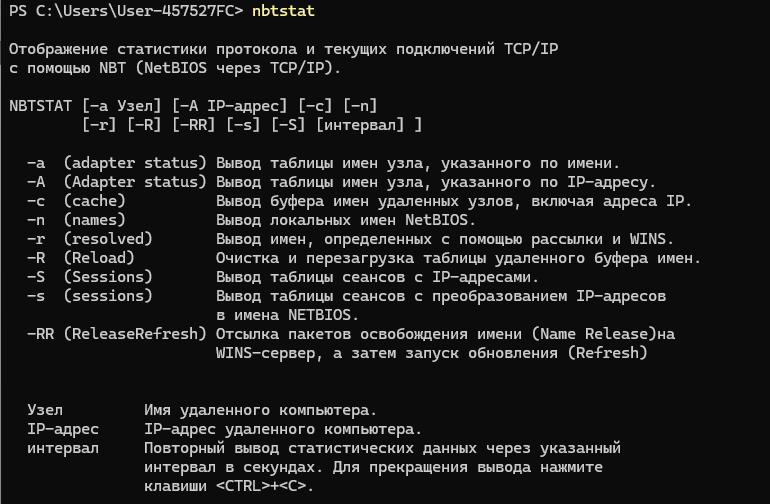 PS C:\Users\User-457527FC> nbtstat
Отображение статистики протокола и текущих подключений TCP/IP
с помощью NBT (NetBIOS через TCP/IP).
NBTSTAT [-a Узел] [-A IP-адрес] [-c] [-n]
[-r] [-R] [-RR] [-s] [-S] [интервал] ]
-a (adapter status) Вывод таблицы имен узла, указанного по имени.
-A (Adapter status) Вывод таблицы имен узла, указанного по IP-адресу.
-c (cache) Вывод буфера имен удаленных узлов, включая адреса IP.
-n (names) Вывод локальных имен NetBIOS.
-r (resolved) Вывод имен, определенных с помощью рассылки и WINS.
-R (Reload) Очистка и перезагрузка таблицы удаленного буфера имен.
-S (Sessions) Вывод таблицы сеансов с IP-адресами.
-s (sessions) Вывод таблицы сеансов с преобразованием IP-адресов
в имена NETBIOS.
-RR (ReleaseRefresh) Отсылка пакетов освобождения имени (Name Release)на
WINS-сервер, а затем запуск обновления (Refresh)
Узел Имя удаленного компьютера.
IP-адрес IP-адрес удаленного компьютера.
интервал Повторный вывод статистических данных через указанный
интервал в секундах. Для прекращения вывода нажмите
клавиши <CTRL>+<C>.